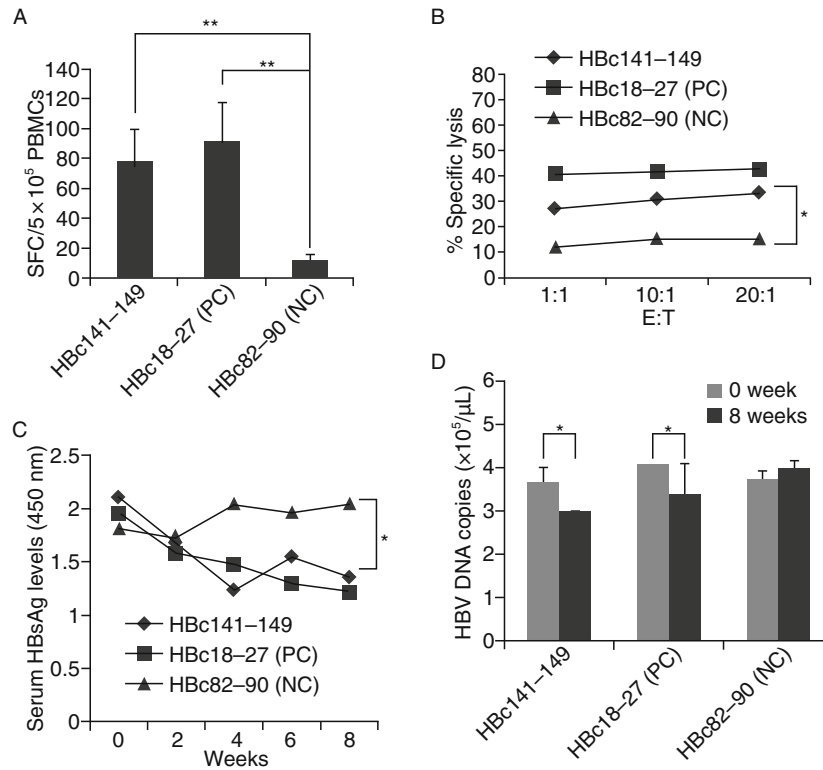 A
**
**
140
120
100
80
60
40
20
0
SFC/5 × 10⁵ PBMCs
HBc141–149
HBc18–27 (PC)
HBc82–90 (NC)
B
HBc141–149
HBc18–27 (PC)
HBc82–90 (NC)
80
70
60
50
40
30
20
10
0
% Specific lysis
*
1:1 10:1 20:1
E:T
C
2.5
2
1.5
1
0.5
0
Serum HBsAg levels (450 nm)
*
HBc141–149
HBc18–27 (PC)
HBc82–90 (NC)
0 2 4 6 8
Weeks
D
0 week
8 weeks
6
5
4
3
2
1
0
HBV DNA copies (×10⁵/μL)
*
*
HBc141–149
HBc18–27 (PC)
HBc82–90 (NC)